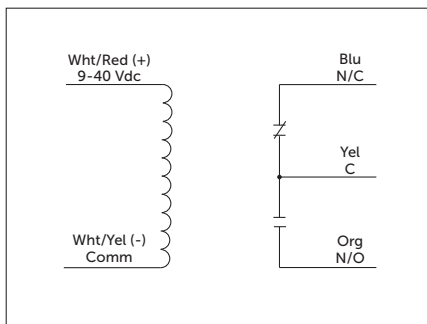 Wht/Red (+)
9-40 Vdc
Wht/Yel (-)
Comm
Blu
N/C
Yel
C
Org
N/O